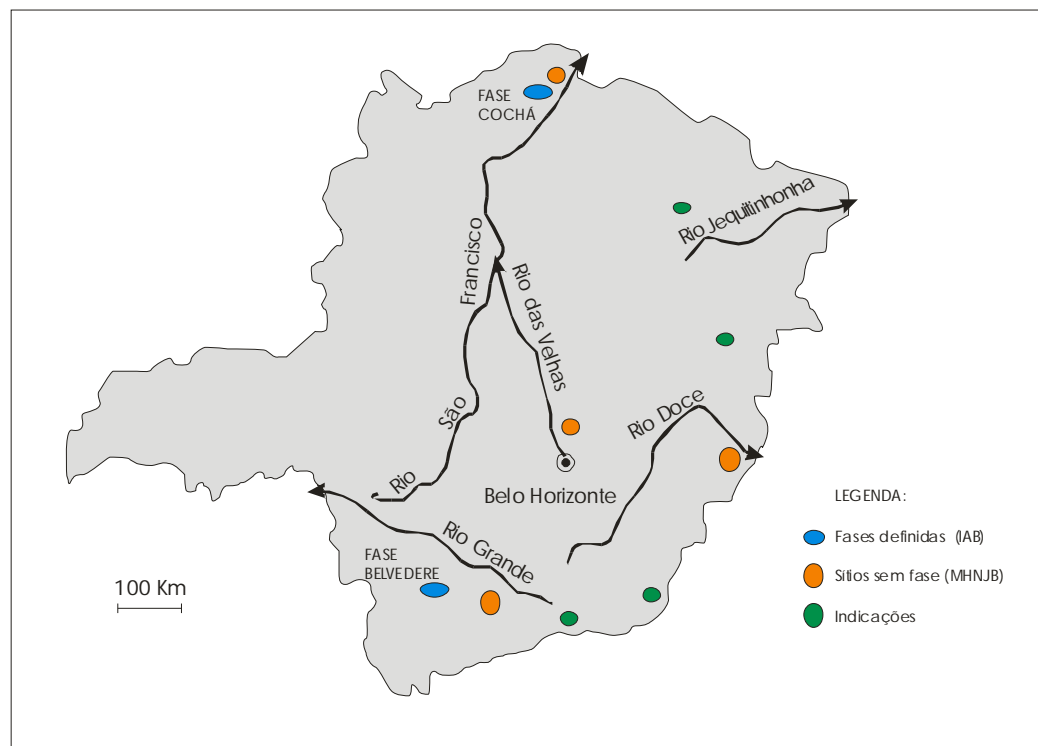 FASE
COCHÁ
Rio Jequitinhonha
Rio São Francisco
Rio das Velhas
Rio Doce
Belo Horizonte
Rio Grande
FASE
BELVEDERE
100 Km
LEGENDA:
Fases definidas (IAB)
Sítios sem fase (MHNJB)
Indicações